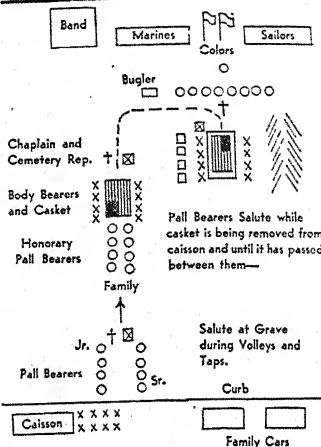 Band
Marines
Sailors
Colors
Bugler
Chaplain and
Cemetery Rep.
Body Bearers
and Casket
Pall Bearers Salute while
casket is being removed from
caisson and until it has passed
between them—
Honorary
Pall Bearers
Family
Jr.
Salute at Grave
during Volleys and
Taps.
Pall Bearers
Sr.
Curb
Caisson
Family Cars